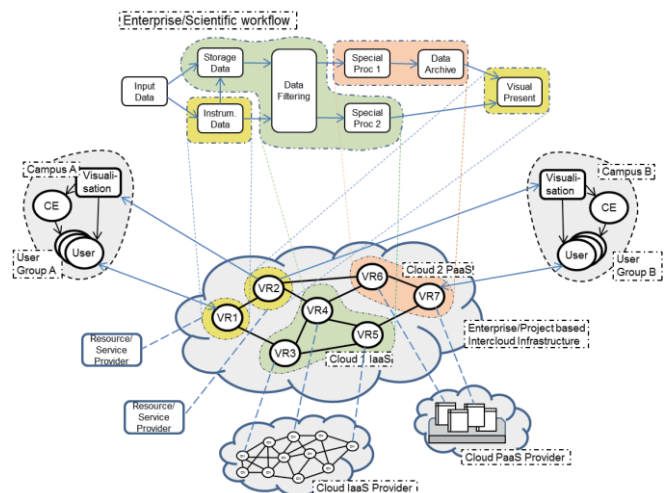 Enterprise/Scientific workflow
Storage
Data
Special
Proc 1
Data
Archive
Input
Data
Data
Filtering
Visual
Present
Instrum.
Data
Special
Proc 2
Campus A
Visuali-
sation
CE
User
User
Group A
Campus B
Visuali-
sation
CE
User
User
Group B
VR6
Cloud 2 PaaS
VR2
VR7
VR4
VR1
VR5
VR3
Cloud 1 IaaS
Enterprise/Project based
Intercloud Infrastructure
Resource/
Service
Provider
Resource/
Service
Provider
Cloud PaaS Provider
Cloud IaaS Provider